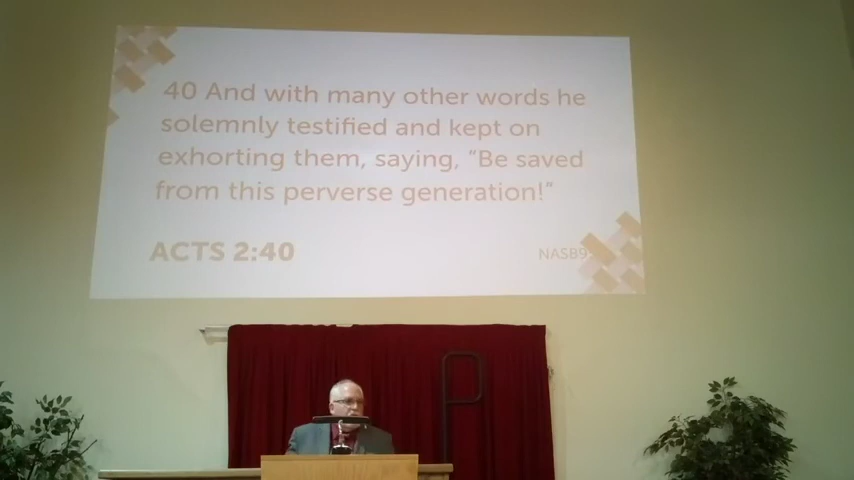 40 And with many other words he
solemnly testified and kept on
exhorting them, saying, “Be saved
from this perverse generation!”
ACTS 2:40
NASB9